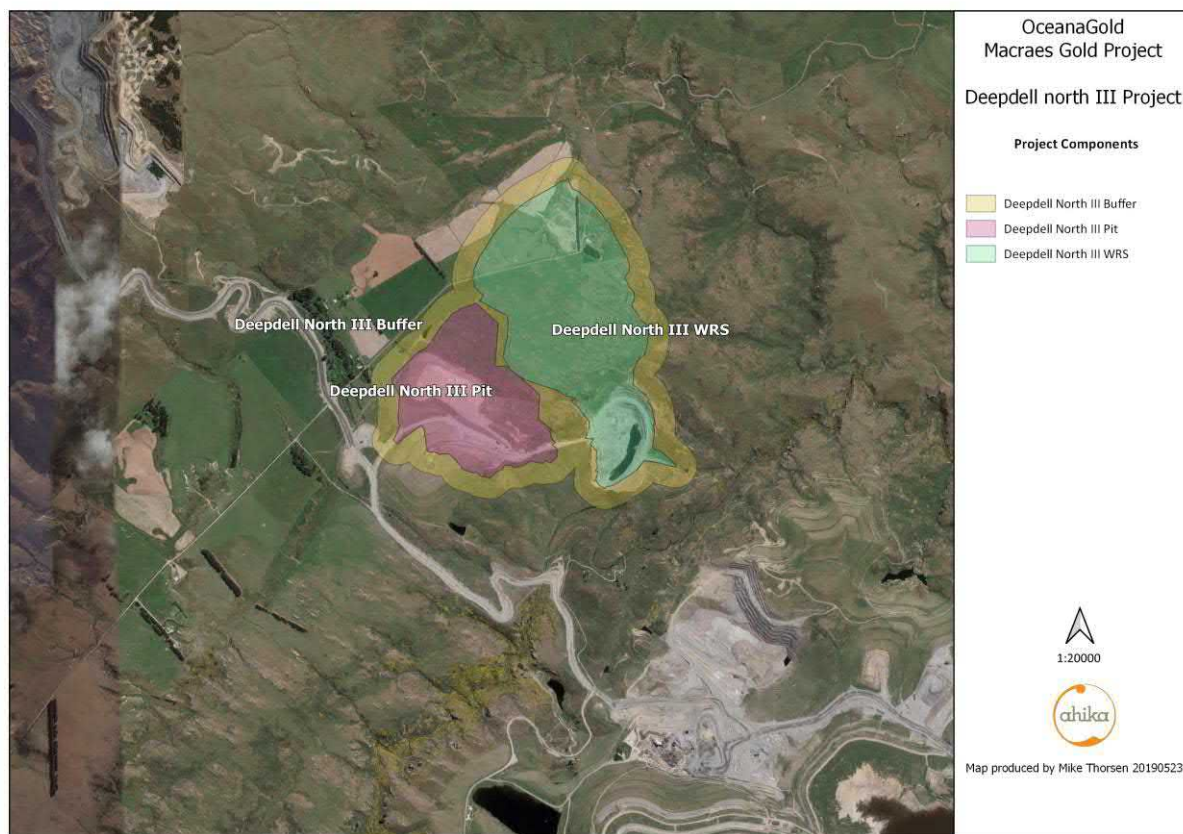 OceanaGold
Macraes Gold Project
Deepdell north III Project
Project Components
Deepdell North III Buffer
Deepdell North III Pit
Deepdell North III WRS
Deepdell North III Buffer
Deepdell North III WRS
Deepdell North III Pit
1:20000
ahika
Map produced by Mike Thorsen 20190523